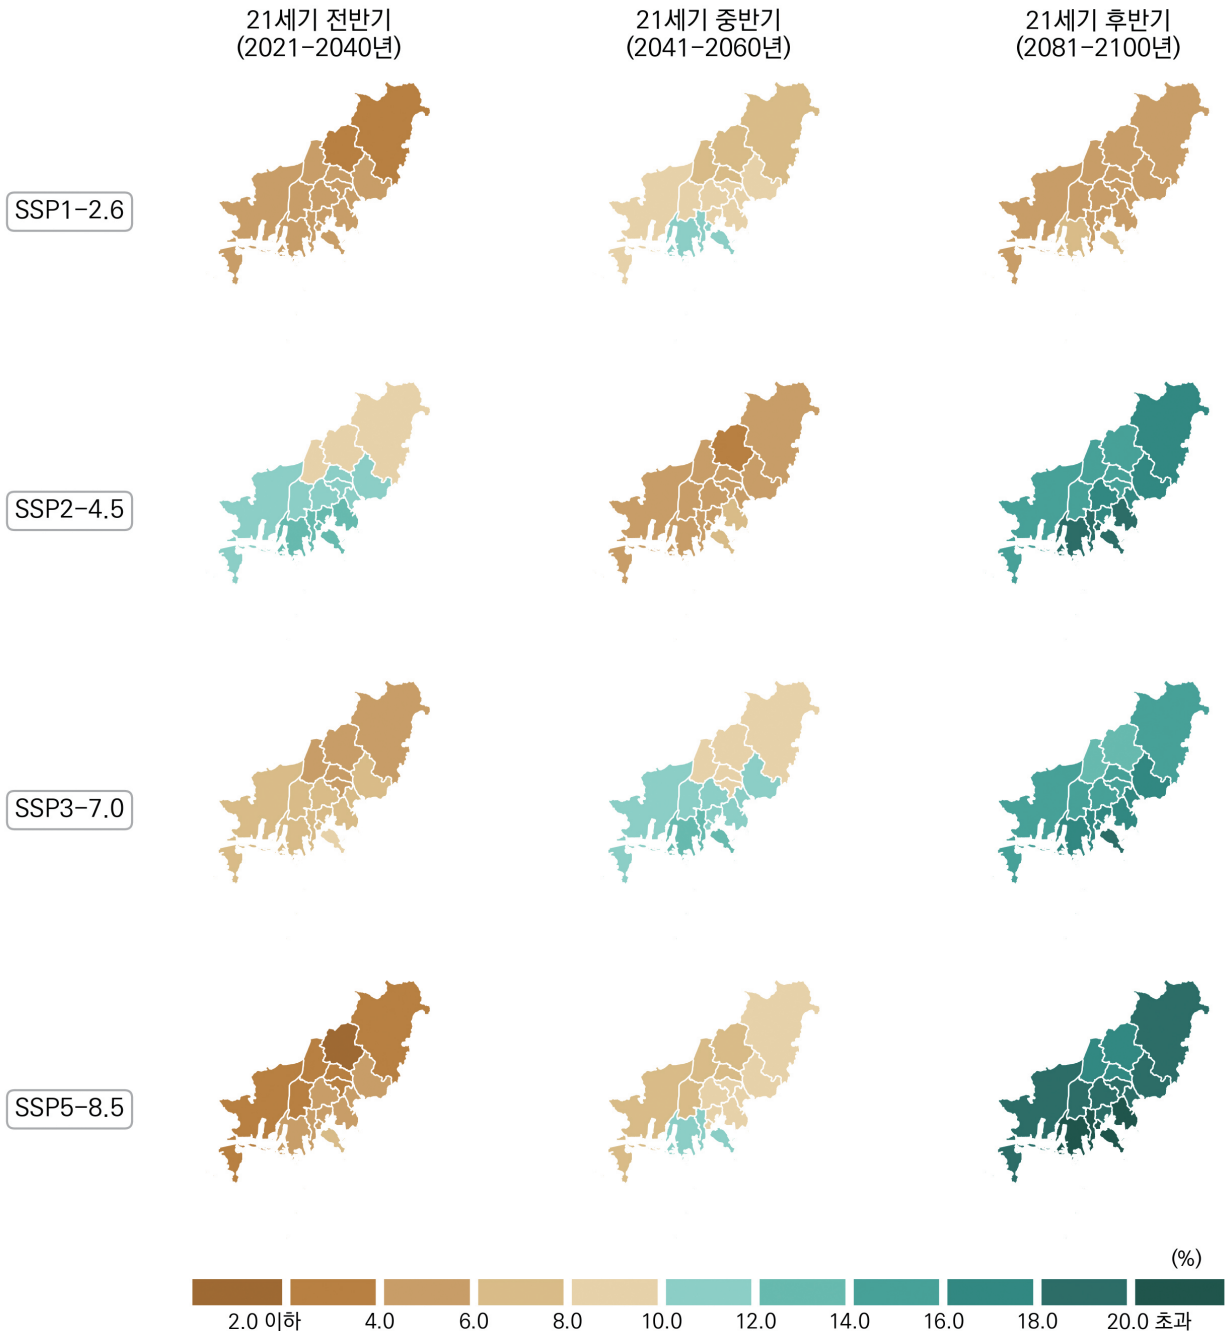 21세기 전반기
(2021-2040년)
21세기 중반기
(2041-2060년)
21세기 후반기
(2081-2100년)
SSP1-2.6
SSP2-4.5
SSP3-7.0
SSP5-8.5
(%)
2.0 이하 4.0 6.0 8.0 10.0 12.0 14.0 16.0 18.0 20.0 초과